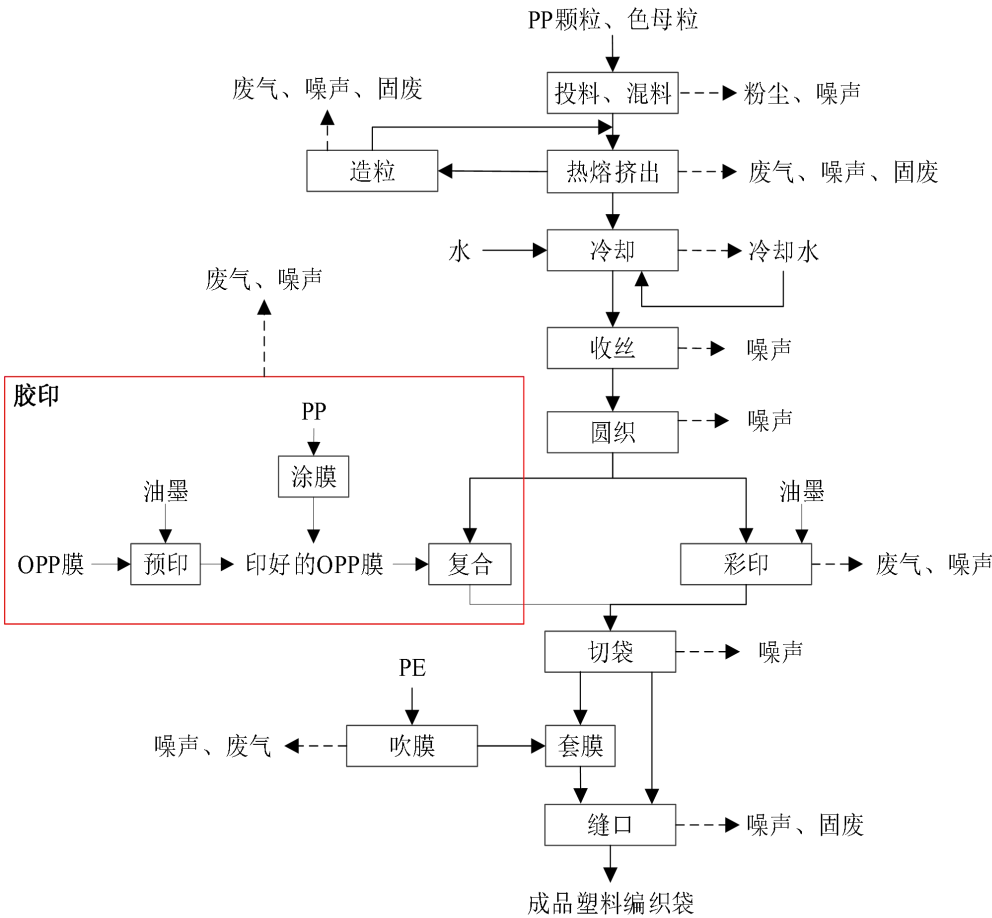 PP颗粒、色母粒
废气、噪声、固废
投料、混料
粉尘、噪声
造粒
热熔挤出
废气、噪声、固废
水
冷却
冷却水
废气、噪声
收丝
噪声
胶印
PP
圆织
噪声
涂膜
油墨
油墨
OPP膜
预印
印好的OPP膜
复合
彩印
废气、噪声
切袋
噪声
PE
噪声、废气
吹膜
套膜
缝口
噪声、固废
成品塑料编织袋